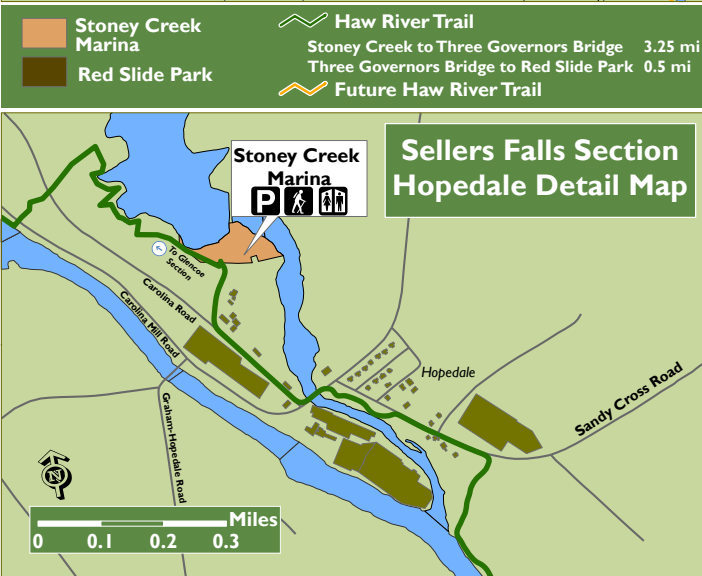 Stoney Creek
Marina
Red Slide Park
Haw River Trail
Stoney Creek to Three Governors Bridge 3.25 mi
Three Governors Bridge to Red Slide Park 0.5 mi
Future Haw River Trail
Sellers Falls Section
Hopedale Detail Map
Stoney Creek
Marina
P
To Glencoe
Section
Carolina Road
Carolina Mill Road
Hopedale
Sandy Cross Road
Graham-Hopedale Road
N
Miles
0 0.1 0.2 0.3